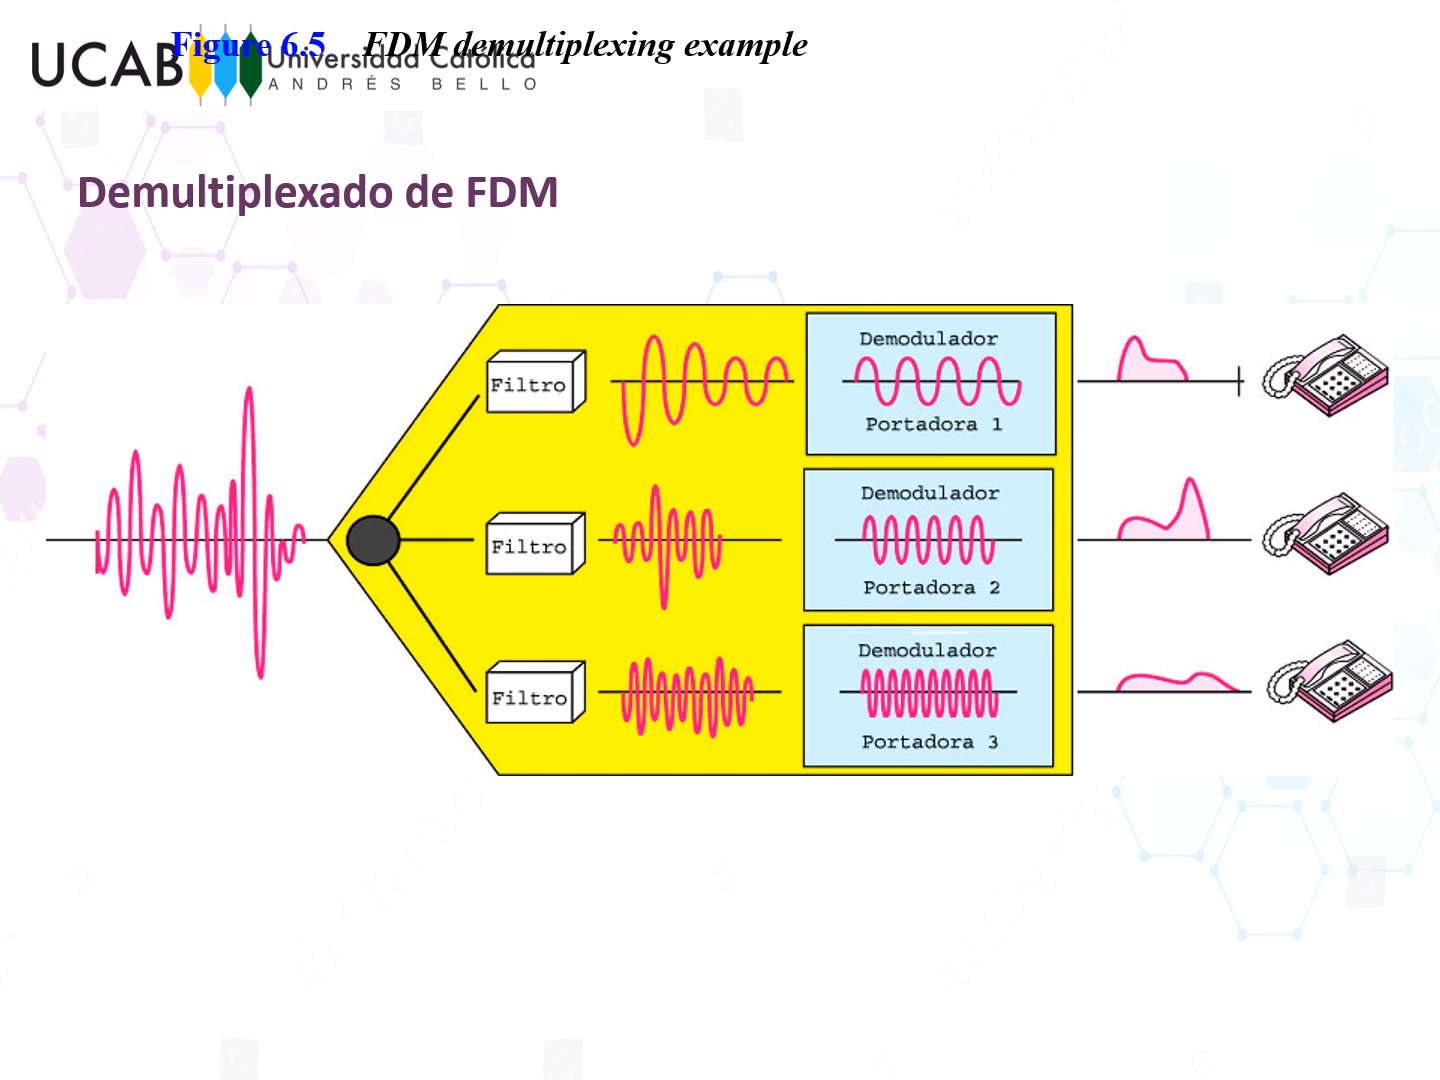 Figure 6.5 FDM demultiplexing example
UCAB Universidad Católica
ANDRÉS BELLO
Demultiplexado de FDM
Filtro
Demodulador
Portadora 1
Filtro
Demodulador
Portadora 2
Filtro
Demodulador
Portadora 3